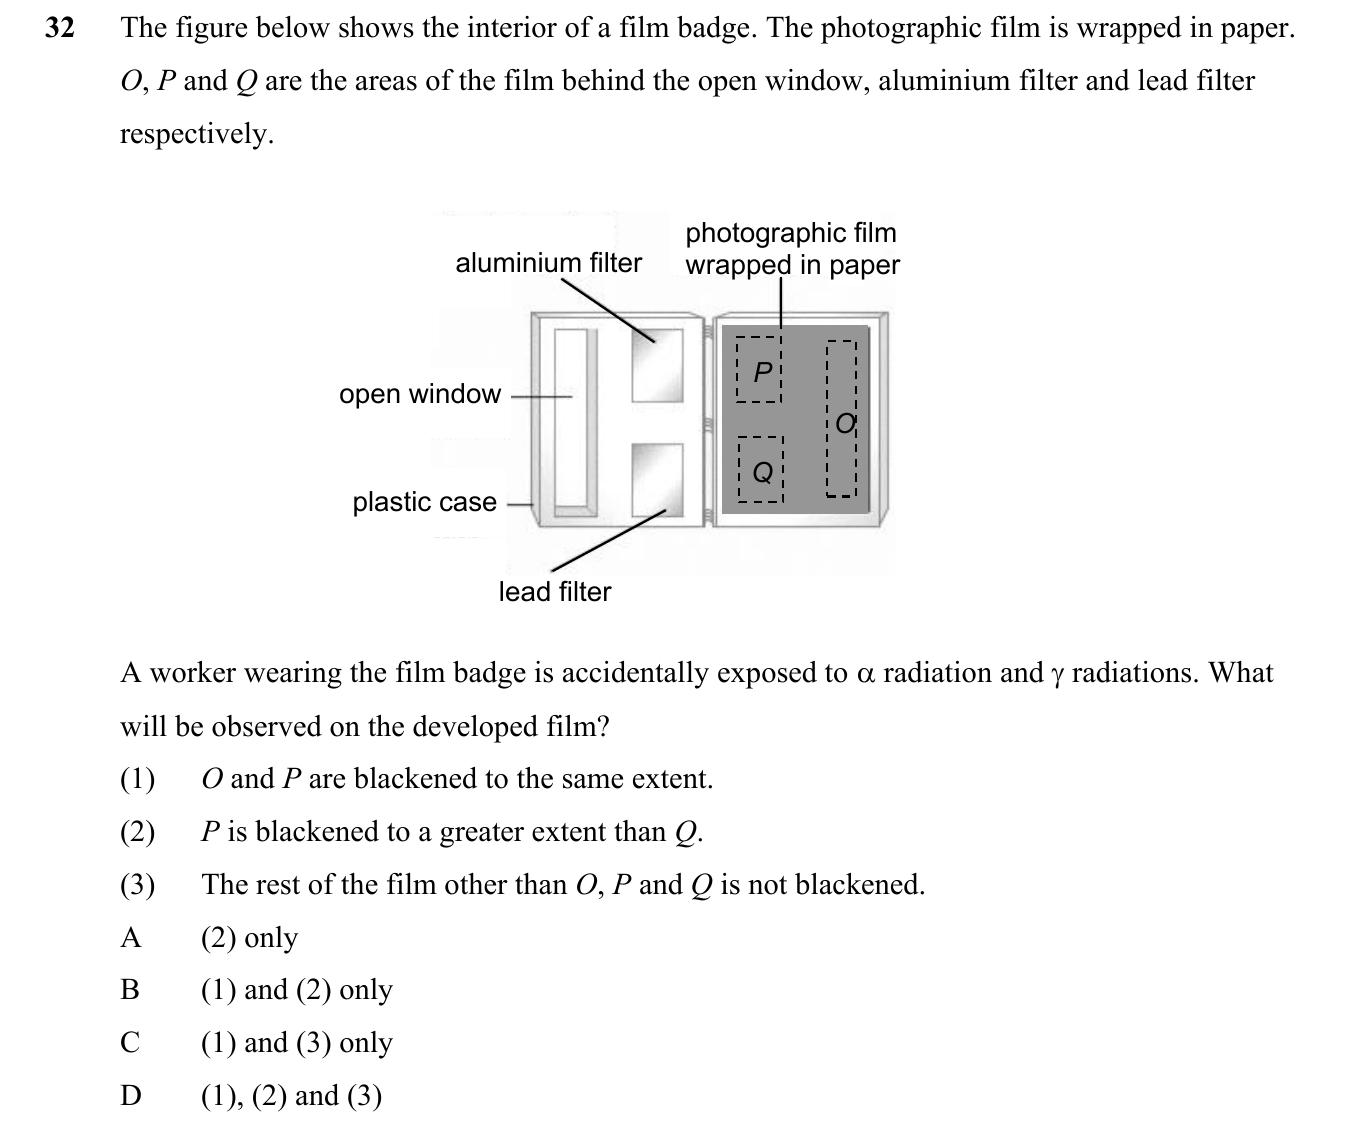 32 The figure below shows the interior of a film badge. The photographic film is wrapped in paper.
O, P and Q are the areas of the film behind the open window, aluminium filter and lead filter
respectively.
photographic film
aluminium filter wrapped in paper
P
open window
O
Q
plastic case
lead filter
A worker wearing the film badge is accidentally exposed to α radiation and γ radiations. What
will be observed on the developed film?
(1) O and P are blackened to the same extent.
(2) P is blackened to a greater extent than Q.
(3) The rest of the film other than O, P and Q is not blackened.
A (2) only
B (1) and (2) only
C (1) and (3) only
D (1), (2) and (3)